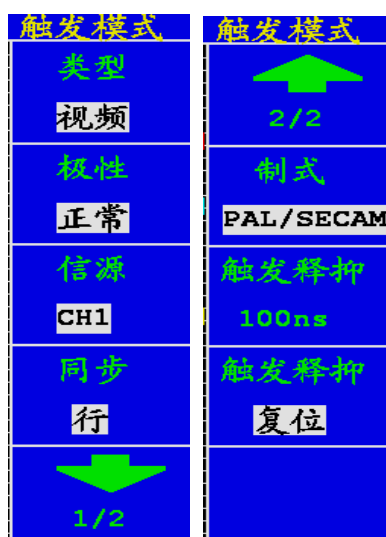 触发模式
类型
视频
极性
正常
信源
CH1
同步
行
1/2
触发模式
2/2
制式
PAL/SECAM
触发释抑
100ns
触发释抑
复位